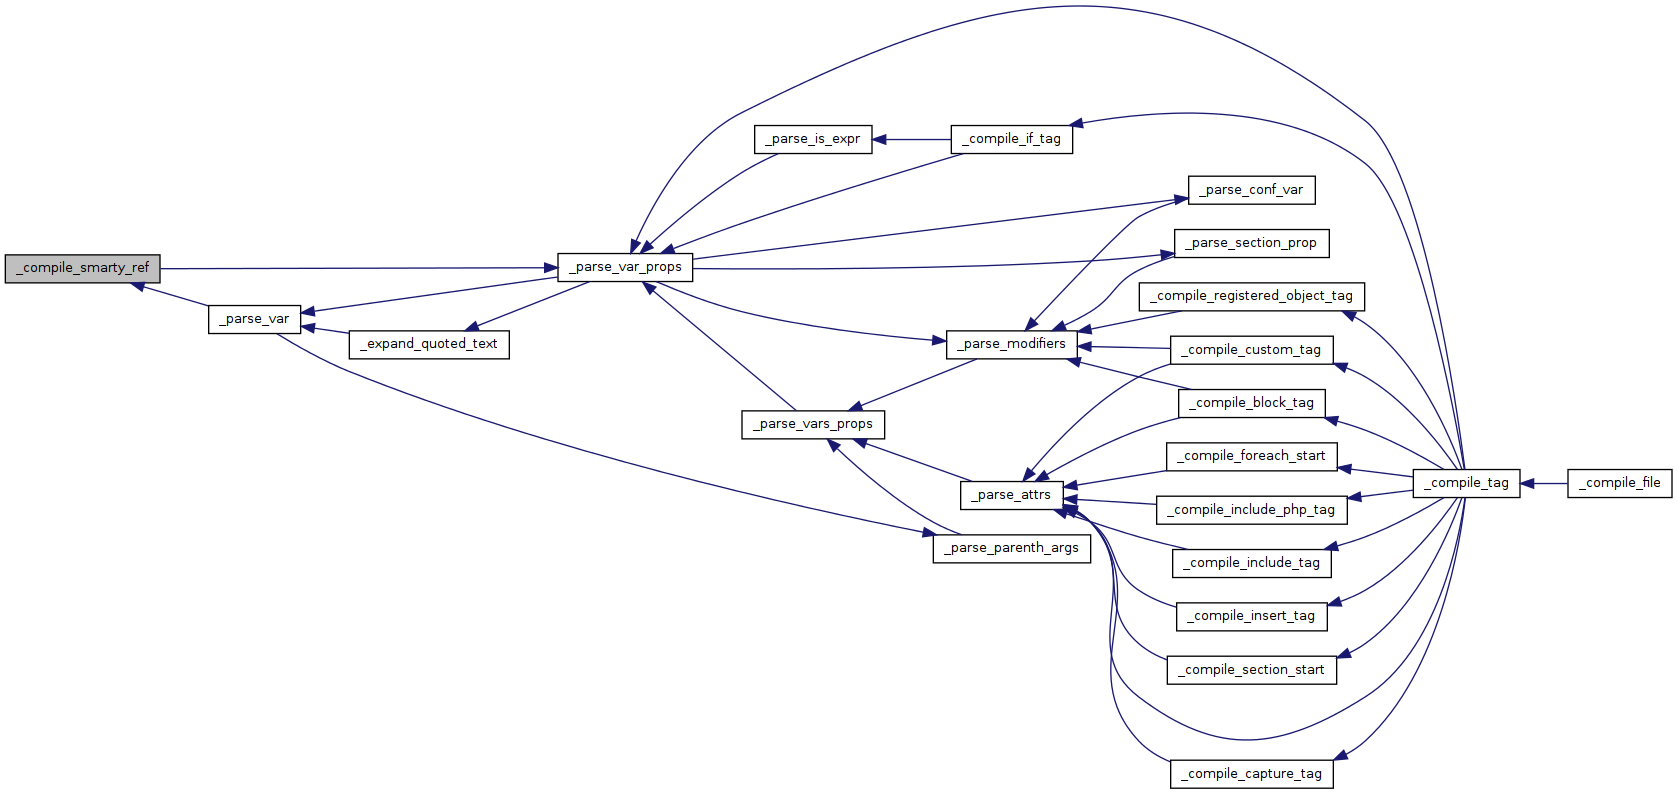 _compile_smarty_ref
_parse_var
_expand_quoted_text
_parse_var_props
_parse_is_expr
_compile_if_tag
_parse_conf_var
_parse_section_prop
_compile_registered_object_tag
_parse_modifiers
_compile_custom_tag
_compile_block_tag
_parse_vars_props
_compile_foreach_start
_parse_attrs
_compile_tag
_compile_file
_compile_include_php_tag
_parse_parenth_args
_compile_include_tag
_compile_insert_tag
_compile_section_start
_compile_capture_tag